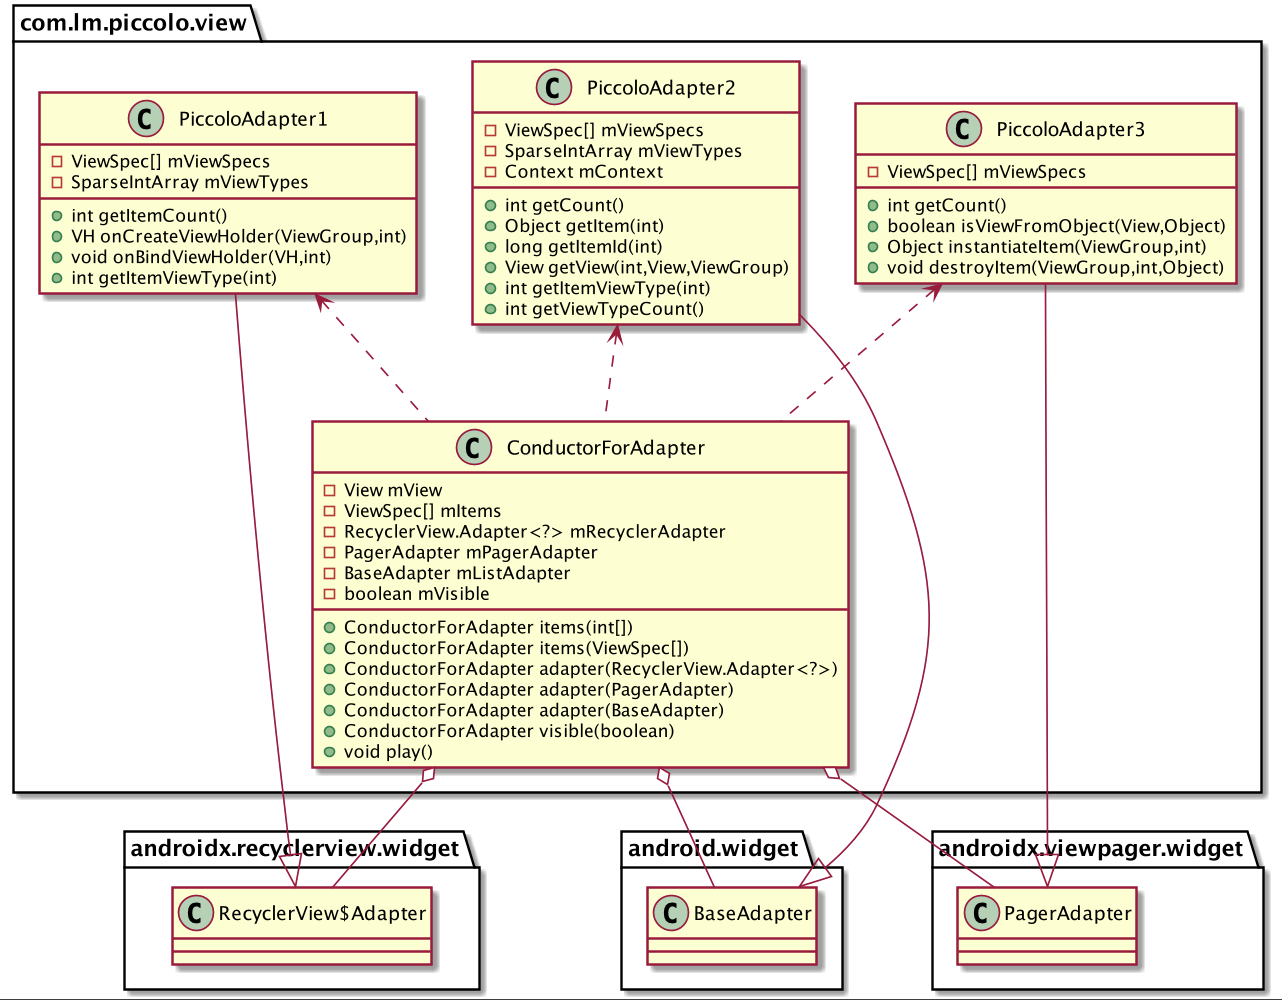 com.lm.piccolo.view
C PiccoloAdapter1
ViewSpec[] mViewSpecs
SparseIntArray mViewTypes
int getItemCount()
VH onCreateViewHolder(ViewGroup,int)
void onBindViewHolder(VH,int)
int getItemViewType(int)
C PiccoloAdapter2
ViewSpec[] mViewSpecs
SparseIntArray mViewTypes
Context mContext
int getCount()
Object getItem(int)
long getItemId(int)
View getView(int,View,ViewGroup)
int getItemViewType(int)
int getViewTypeCount()
C PiccoloAdapter3
ViewSpec[] mViewSpecs
int getCount()
boolean isViewFromObject(View,Object)
Object instantiateItem(ViewGroup,int)
void destroyItem(ViewGroup,int,Object)
C ConductorForAdapter
View mView
ViewSpec[] mItems
RecyclerView.Adapter<?> mRecyclerAdapter
PagerAdapter mPagerAdapter
BaseAdapter mListAdapter
boolean mVisible
ConductorForAdapter items(int[])
ConductorForAdapter items(ViewSpec[])
ConductorForAdapter adapter(RecyclerView.Adapter<?>)
ConductorForAdapter adapter(PagerAdapter)
ConductorForAdapter adapter(BaseAdapter)
ConductorForAdapter visible(boolean)
void play()
androidx.recyclerview.widget
C RecyclerView$Adapter
android.widget
C BaseAdapter
androidx.viewpager.widget
C PagerAdapter